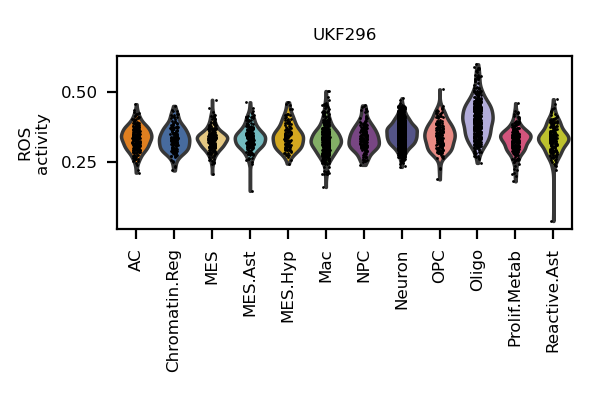 UKF296
ROS
activity
0.50
0.25
AC
Chromatin.Reg
MES
MES.Ast
MES.Hyp
Mac
NPC
Neuron
OPC
Oligo
Prolif.Metab
Reactive.Ast